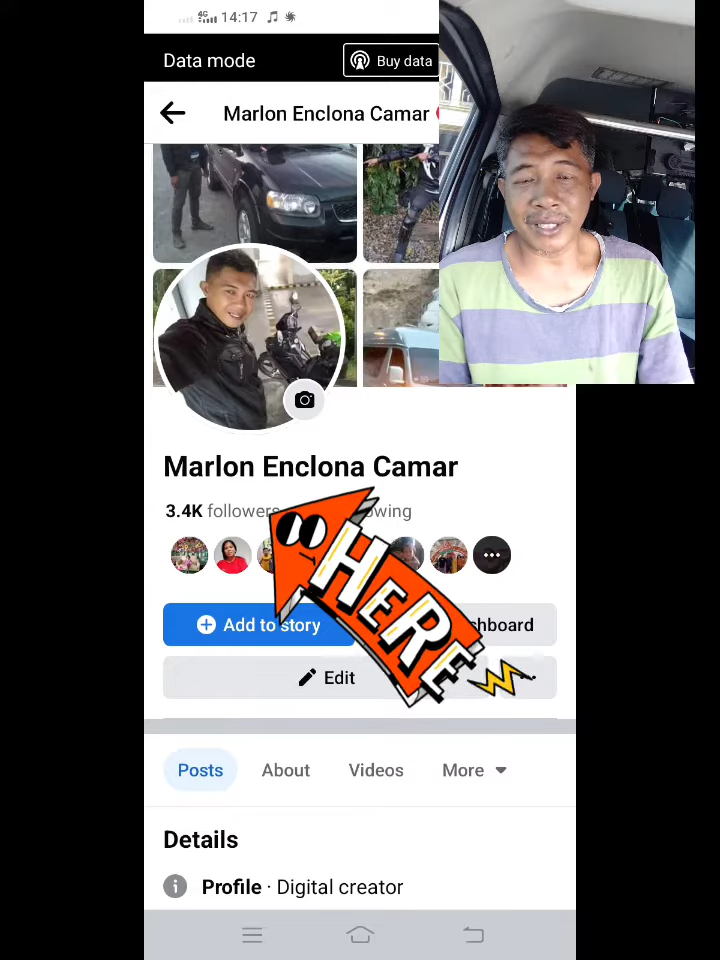 4G 14:17
Data mode
Buy data
Marlon Enclona Camar
Marlon Enclona Camar
3.4K followers
HERE
Add to story
Edit
Posts About Videos More
Details
Profile · Digital creator